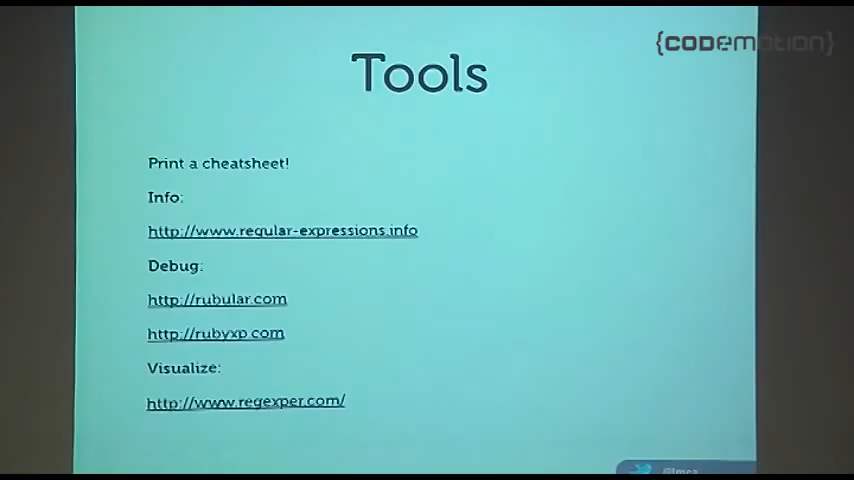 {CODEMOTION}
Tools
Print a cheatsheet!
Info:
http://www.regular-expressions.info
Debug:
http://rubular.com
http://rubyxp.com
Visualize:
http://www.regexper.com/